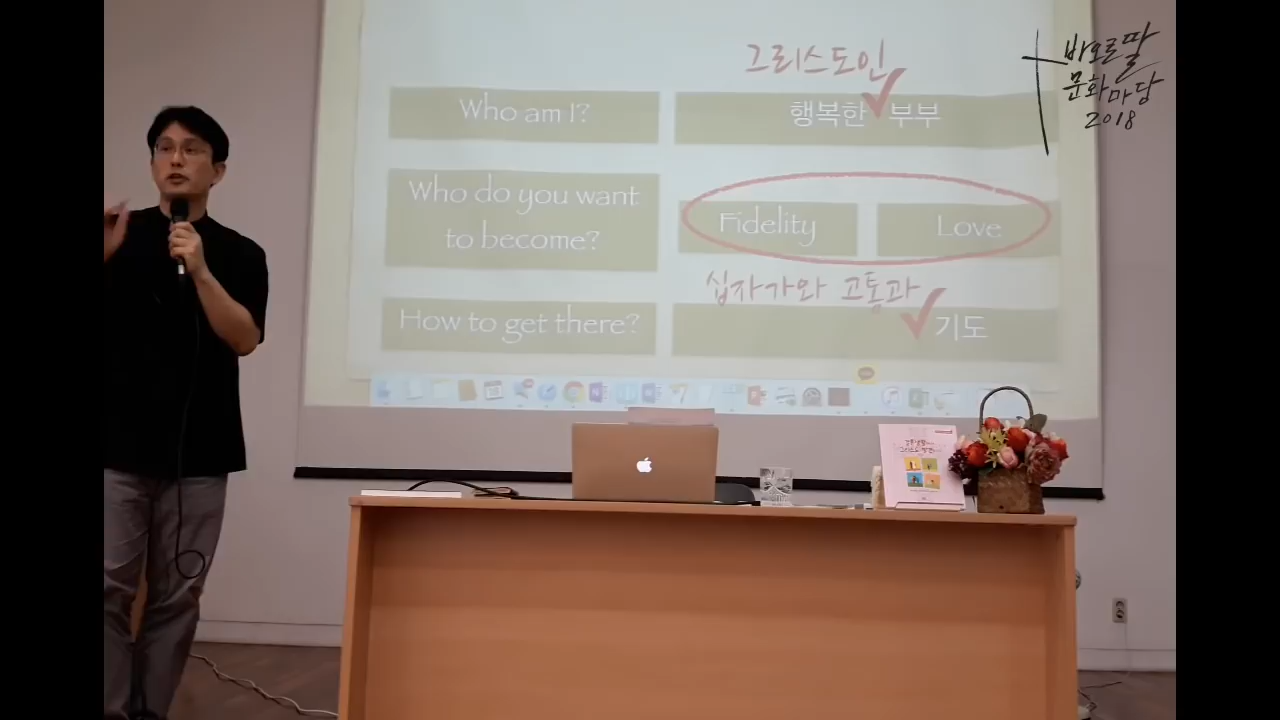 바오로딸
문화마당
2018
그리스도인
Who am I?
행복한 부부
Who do you want
to become?
Fidelity
Love
십자가와 고통과
How to get there?
기도